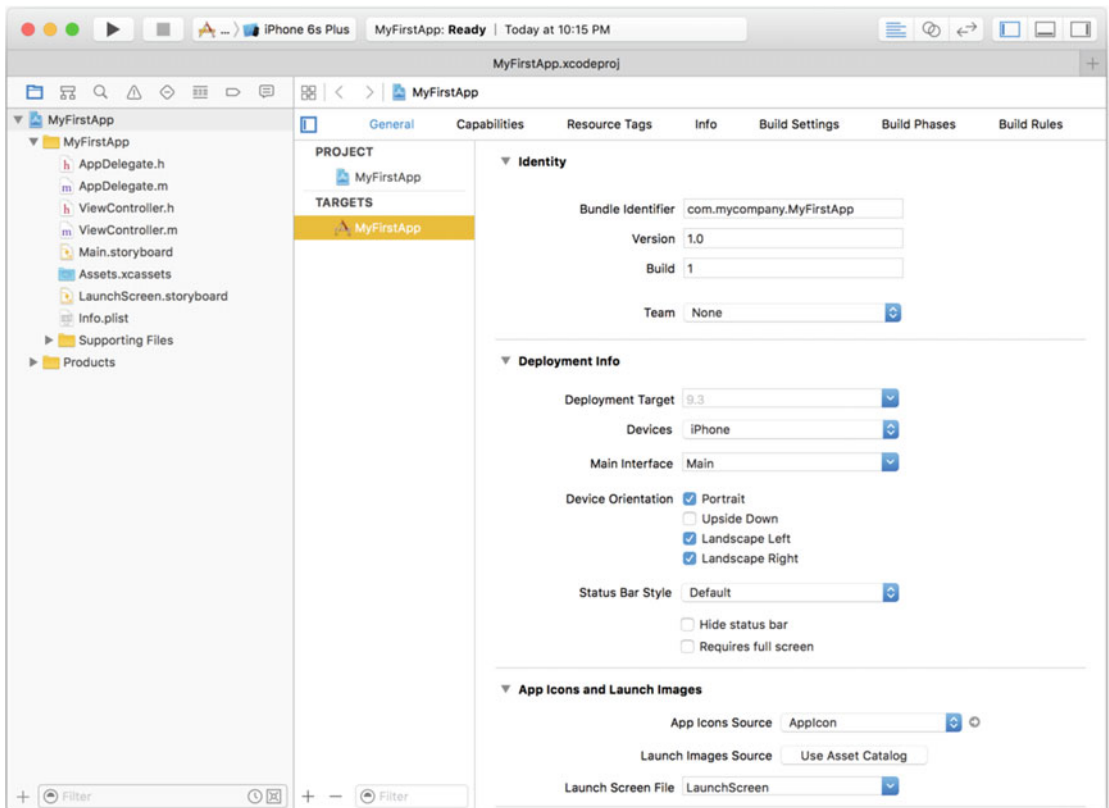 ... iPhone 6s Plus
MyFirstApp: Ready | Today at 10:15 PM
MyFirstApp.xcodeproj
MyFirstApp
MyFirstApp
MyFirstApp
h AppDelegate.h
m AppDelegate.m
h ViewController.h
m ViewController.m
Main.storyboard
Assets.xcassets
LaunchScreen.storyboard
Info.plist
Supporting Files
Products
Filter
General Capabilities Resource Tags Info Build Settings Build Phases Build Rules
PROJECT
MyFirstApp
TARGETS
MyFirstApp
Filter
Identity
Bundle Identifier com.mycompany.MyFirstApp
Version 1.0
Build 1
Team None
Deployment Info
Deployment Target 9.3
Devices iPhone
Main Interface Main
Device Orientation Portrait
Upside Down
Landscape Left
Landscape Right
Status Bar Style Default
Hide status bar
Requires full screen
App Icons and Launch Images
App Icons Source AppIcon
Launch Images Source Use Asset Catalog
Launch Screen File LaunchScreen